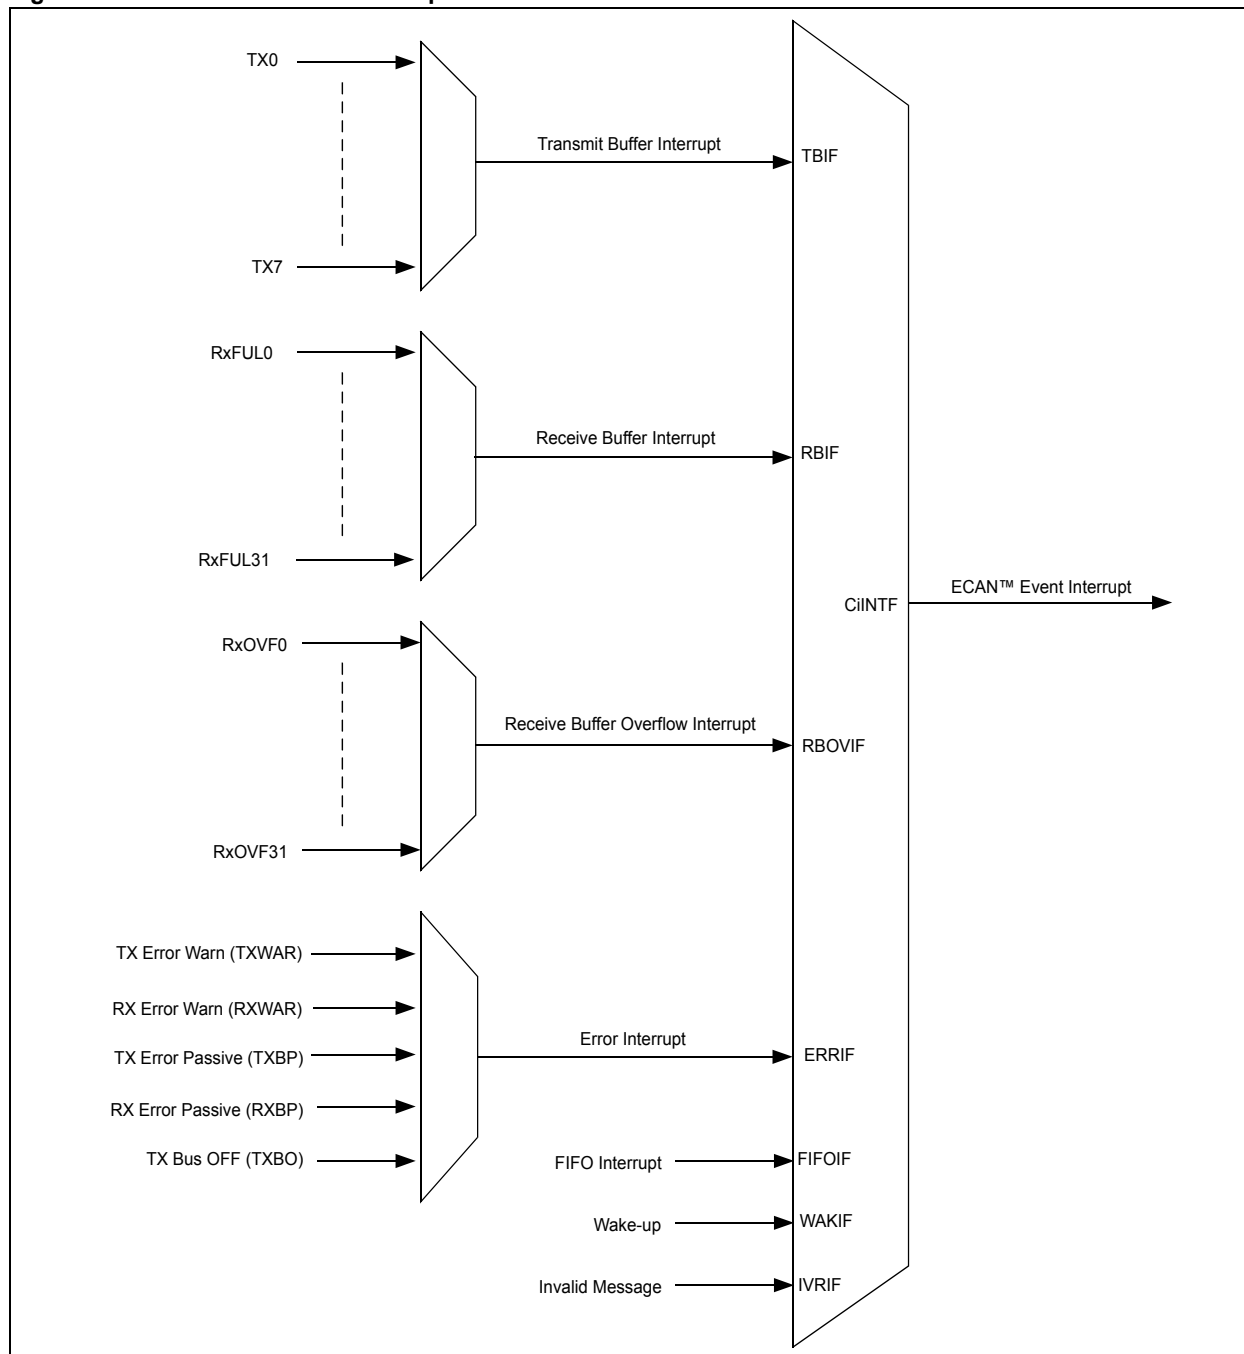 TX0
Transmit Buffer Interrupt
TBIF
TX7
RxFUL0
Receive Buffer Interrupt
RBIF
RxFUL31
CiINTF
ECAN™ Event Interrupt
RxOVF0
Receive Buffer Overflow Interrupt
RBOVIF
RxOVF31
TX Error Warn (TXWAR)
RX Error Warn (RXWAR)
TX Error Passive (TXBP)
RX Error Passive (RXBP)
TX Bus OFF (TXBO)
Error Interrupt
ERRIF
FIFO Interrupt
FIFOIF
Wake-up
WAKIF
Invalid Message
IVRIF